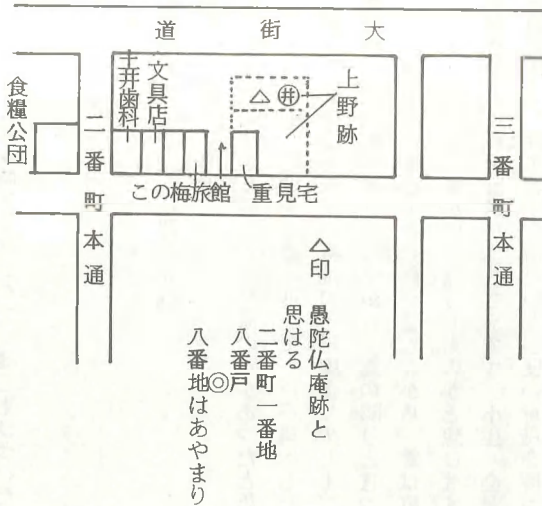 大街道
三番町本通
上野跡
㊉井
△
重見宅
この梅旅館
文具店
土井歯科
二番町本通
食糧公団
△印 愚陀仏庵跡と
思はる
二番町一番地
八番戸
◎
八番地はあやまり